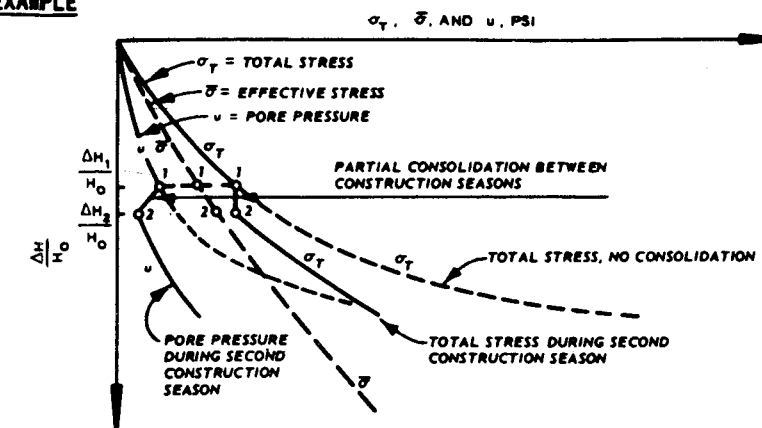 EXAMPLE
σT, σ̄, AND u, PSI
σT = TOTAL STRESS
σ̄ = EFFECTIVE STRESS
u = PORE PRESSURE
u
σ̄
σT
ΔH1
H0
1
1
1
PARTIAL CONSOLIDATION BETWEEN
CONSTRUCTION SEASONS
ΔH2
H0
2
2
2
ΔH
H0
u
σT
σT
TOTAL STRESS, NO CONSOLIDATION
PORE PRESSURE
DURING SECOND
CONSTRUCTION
SEASON
TOTAL STRESS DURING SECOND
CONSTRUCTION SEASON
σ̄